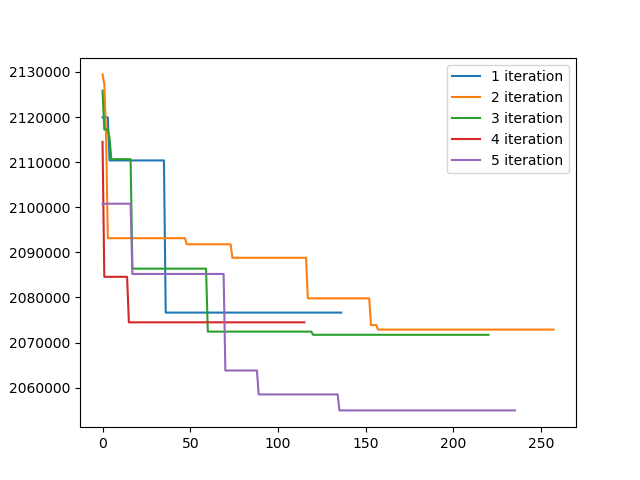 2130000
2120000
2110000
2100000
2090000
2080000
2070000
2060000
0 50 100 150 200 250
1 iteration
2 iteration
3 iteration
4 iteration
5 iteration